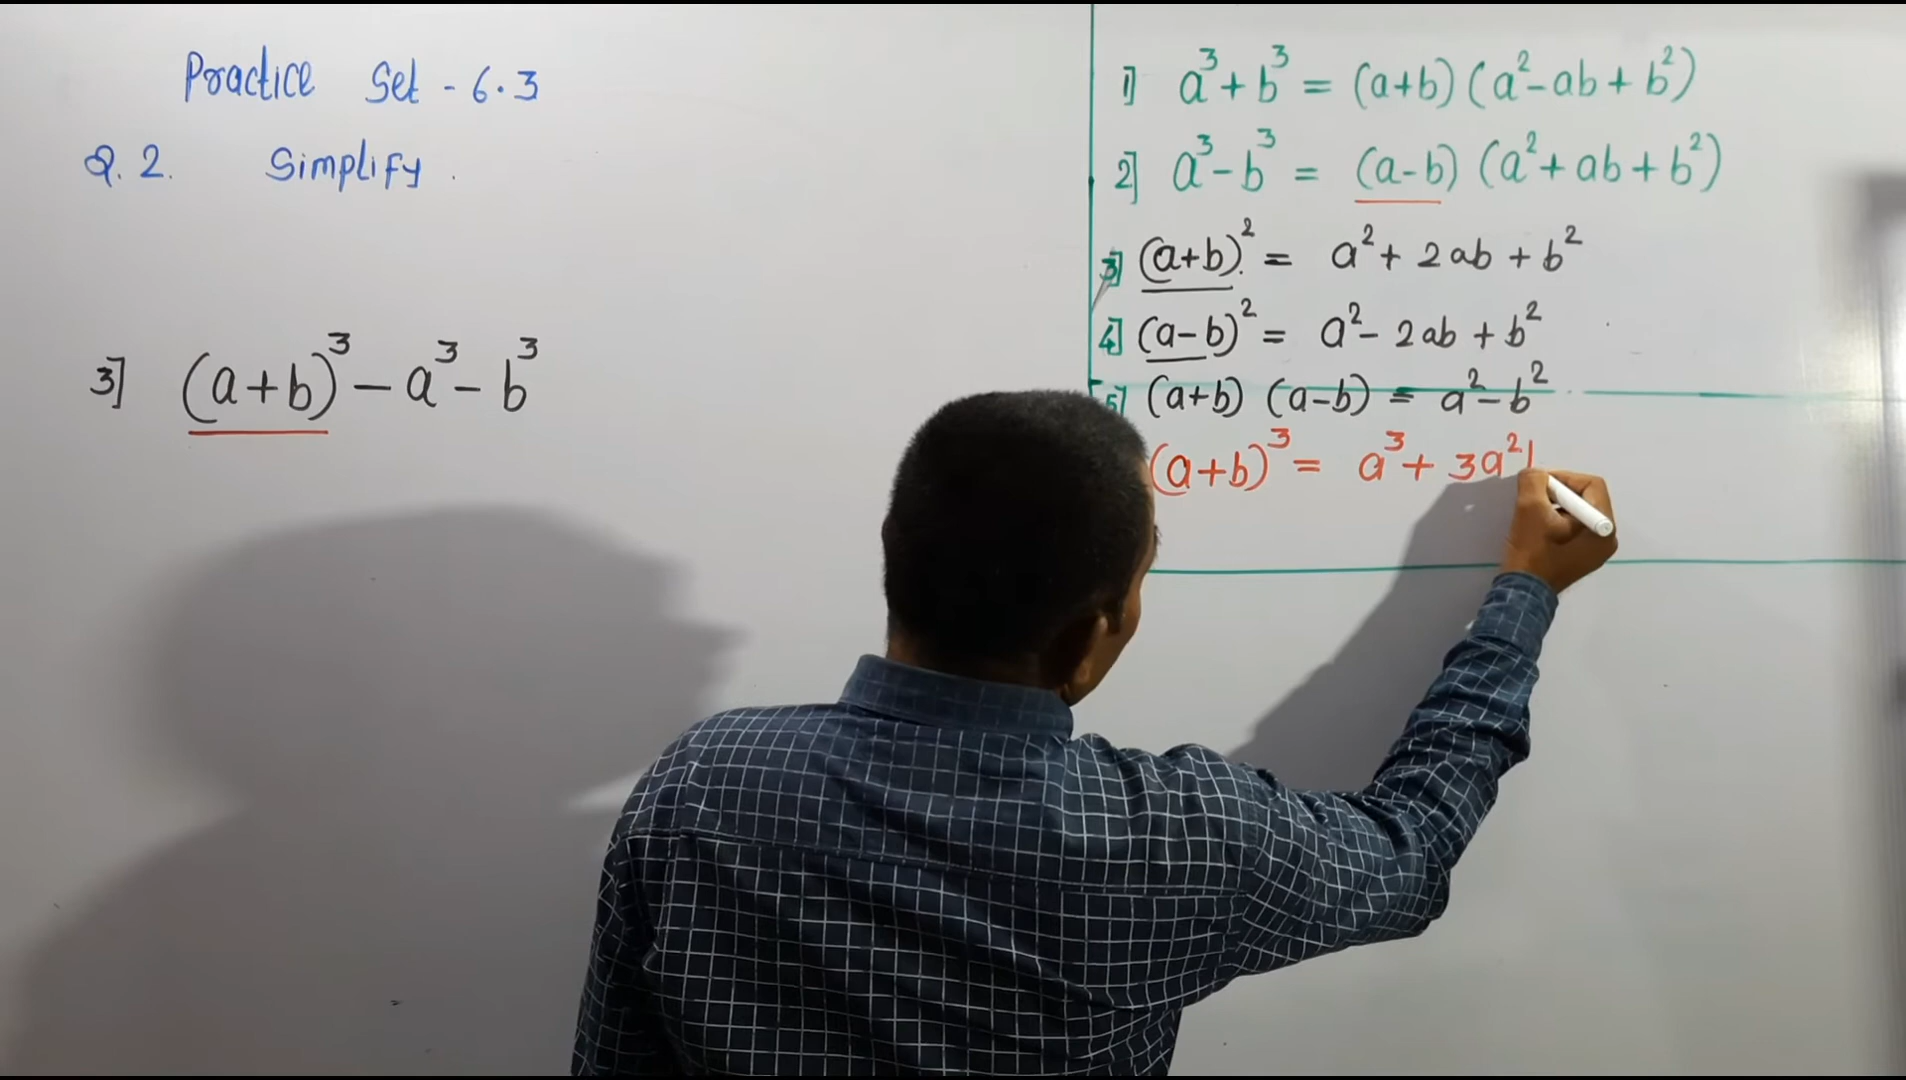 Practice Set - 6.3
Q. 2. Simplify.
3] (a+b)³ - a³ - b³
1] a³ + b³ = (a+b) (a² - ab + b²)
2] a³ - b³ = (a-b) (a² + ab + b²)
3] (a+b)² = a² + 2ab + b²
4] (a-b)² = a² - 2ab + b²
5] (a+b) (a-b) = a² - b²
(a+b)³ = a³ + 3a²